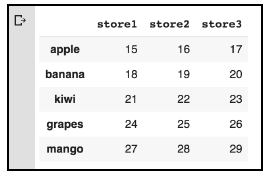 store1 store2 store3
apple 15 16 17
banana 18 19 20
kiwi 21 22 23
grapes 24 25 26
mango 27 28 29